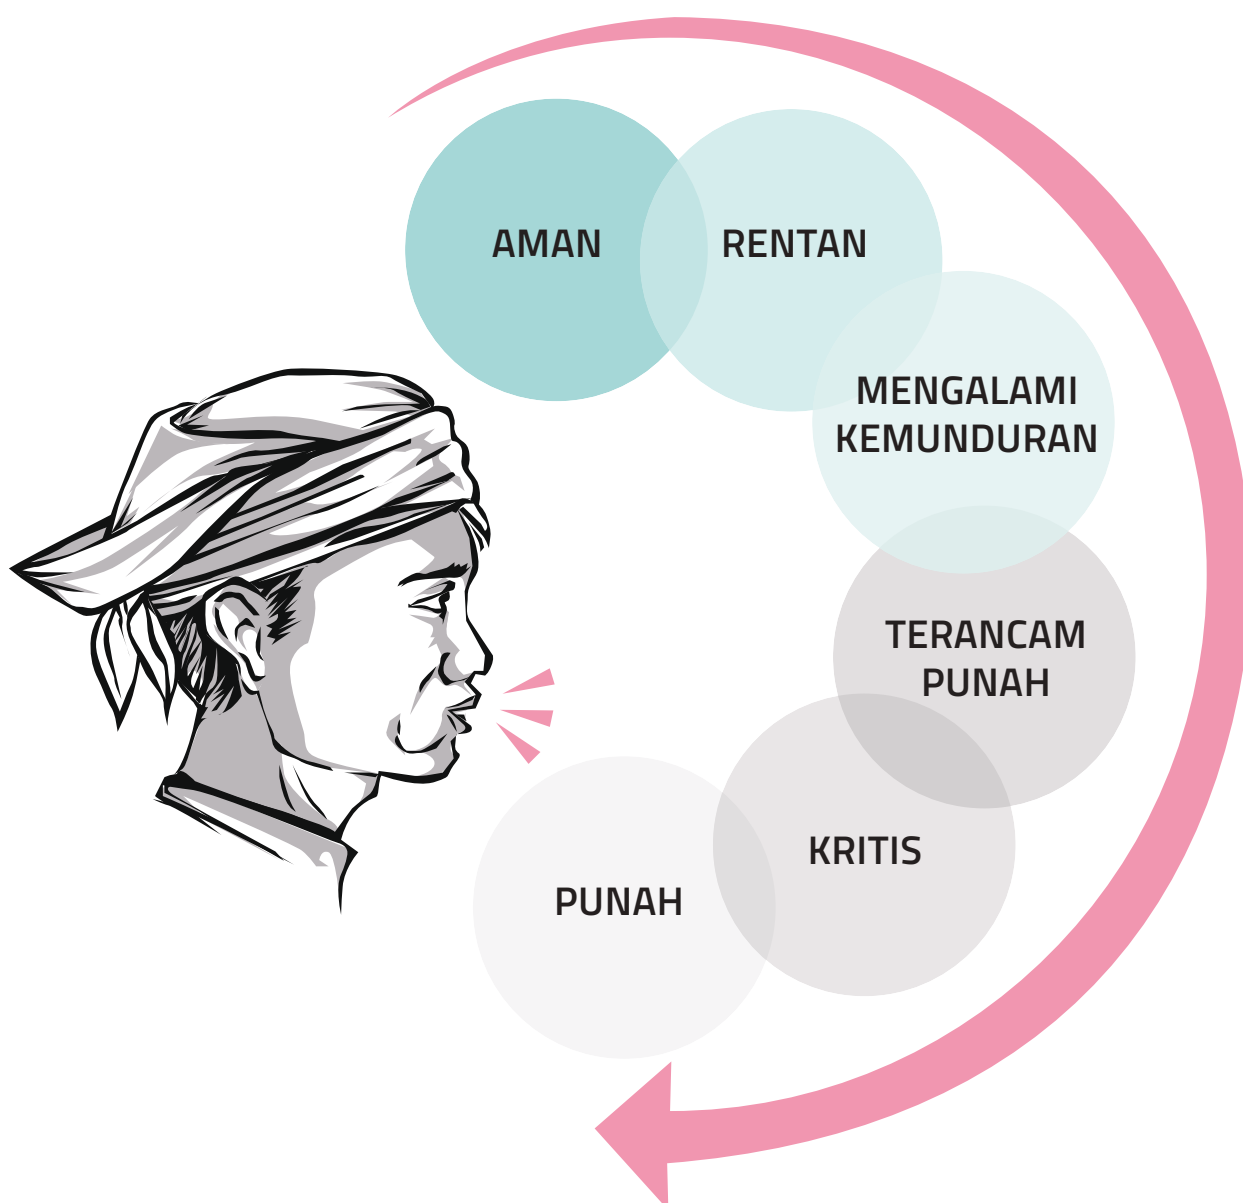 AMAN
RENTAN
MENGALAMI
KEMUNDURAN
TERANCAM
PUNAH
KRITIS
PUNAH